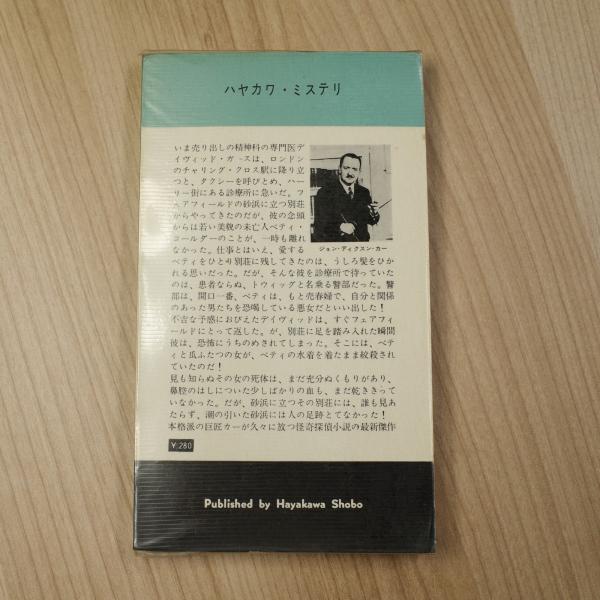 ハヤカワ・ミステリ
いま売り出しの精神科の専門医デ
イヴィッド・ガースは、ロンドン
のチャリング・クロス駅に降り立
つと、タクシーを呼びとめ、ハー
リー街にある診療所に急いだ。フ
ェアフィールドの砂浜に立つ別荘
からやってきたのだが、彼の念頭
からは若い美貌の未亡人ベティ・
コールダーのことが、一時も離れ
なかった。仕事とはいえ、愛する
ベティをひとり別荘に残してきたのは、うしろ髪をひか
れる思いだった。だが、そんな彼を診療所で待っていた
のは、患者ならぬ、トウィッグと名乗る警部だった。警
部は、開口一番、ベティは、もと売春婦で、自分と関係
のあった男たちを恐喝している悪女だといい出した！
不吉な予感におびえたデイヴィッドは、すぐフェアフィ
ールドにとって返した。が、別荘に足を踏み入れた瞬間
彼は、恐怖にうちのめされてしまった。そこには、ベテ
ィと瓜ふたつの女が、ベティの水着を着たまま絞殺され
ていたのだ！
見も知らぬその女の死体は、まだ充分ぬくもりがあり、
鼻腔のはしについた少しばかりの血も、まだ乾ききって
いなかった。だが、砂浜に立つその別荘には、誰も見あ
たらず、潮の引いた砂浜には人の足跡とてなかった！
本格派の巨匠カーが久々に放つ怪奇探偵小説の最新傑作
ジョン・ディクスン・カー
¥280
Published by Hayakawa Shobo